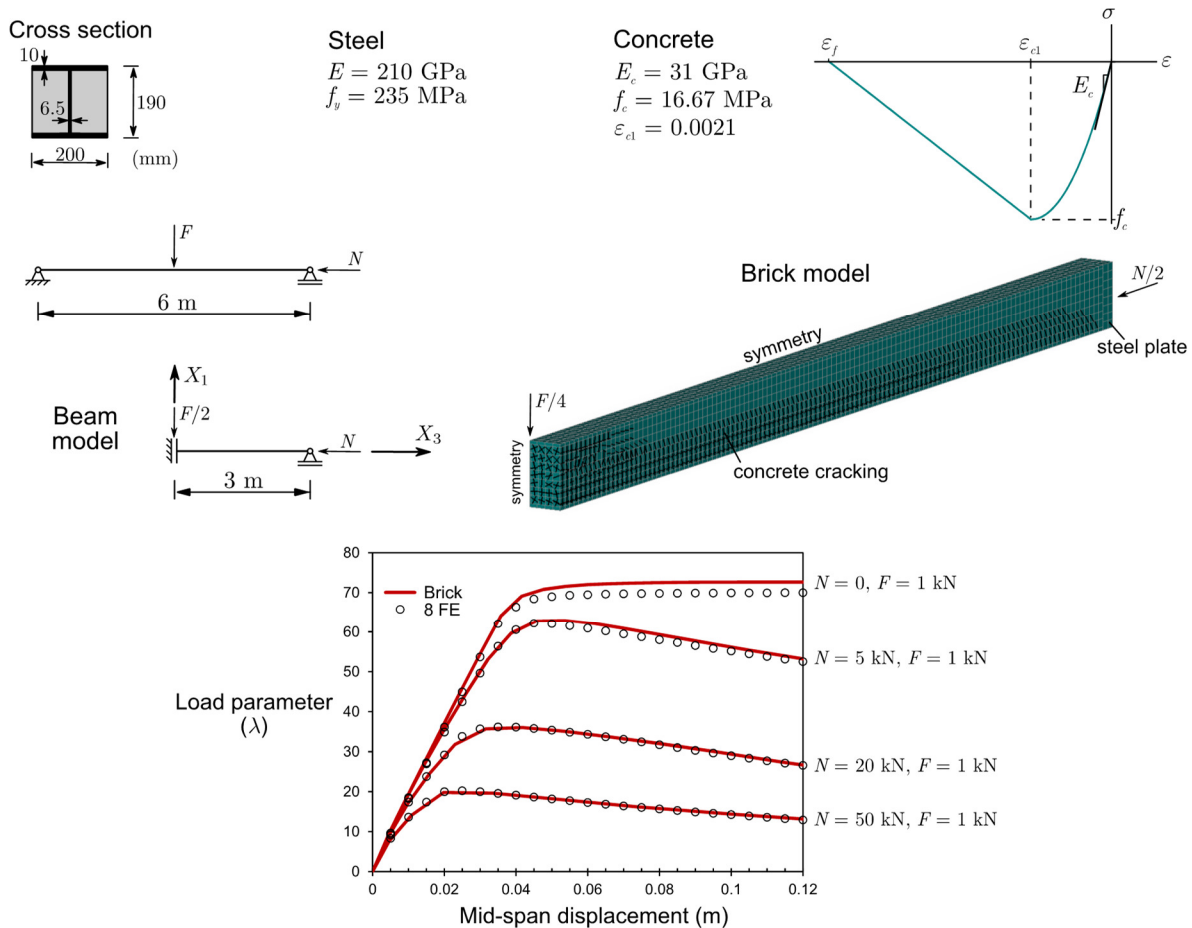 Cross section
10
6.5
190
200
(mm)
Steel
E = 210 GPa
f_y = 235 MPa
Concrete
E_c = 31 GPa
f_c = 16.67 MPa
ε_c1 = 0.0021
σ
ε_f
ε_c1
ε
E_c
f_c
F
N
6 m
Beam
model
X_1
F/2
N
X_3
3 m
Brick model
symmetry
N/2
steel plate
F/4
symmetry
concrete cracking
Load parameter
(λ)
80
70
60
50
40
30
20
10
0
Brick
8 FE
N = 0, F = 1 kN
N = 5 kN, F = 1 kN
N = 20 kN, F = 1 kN
N = 50 kN, F = 1 kN
0
0.02
0.04
0.06
0.08
0.1
0.12
Mid-span displacement (m)